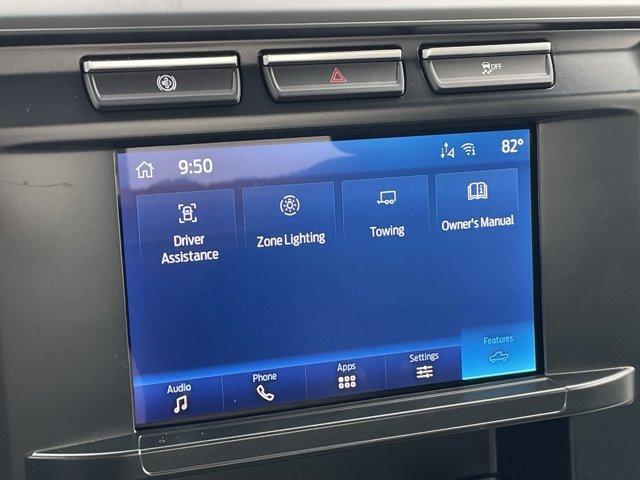 OFF
9:50
82°
Driver
Assistance
Zone Lighting
Towing
Owner's Manual
Audio
Phone
Apps
Settings
Features